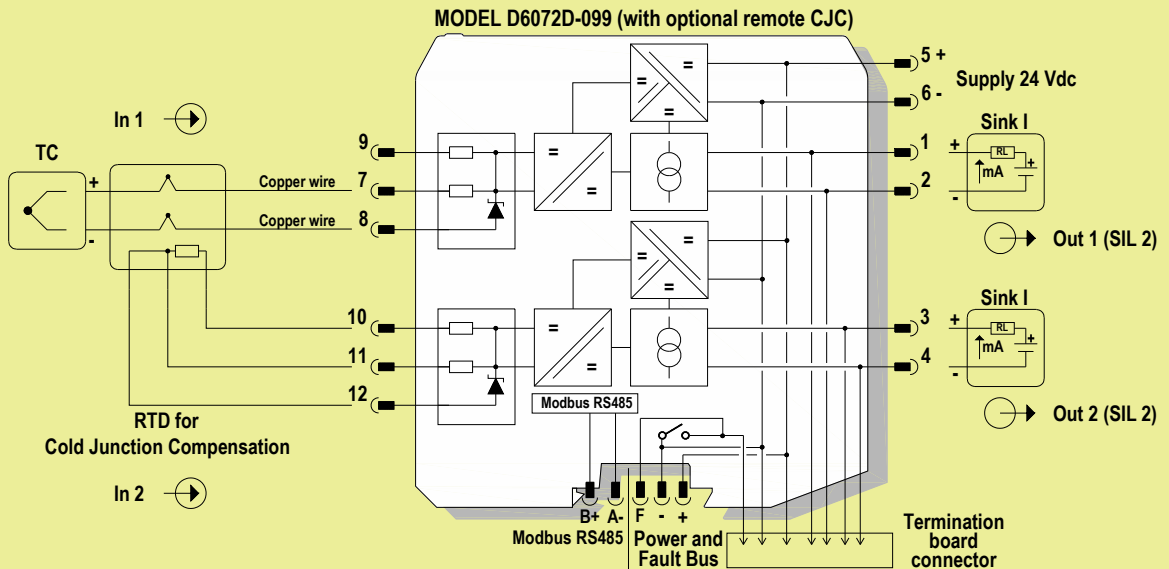 MODEL D6072D-099 (with optional remote CJC)
5 +
Supply 24 Vdc
6 -
In 1
TC
+
-
Copper wire
Copper wire
9
7
8
=
=
=
=
=
1
2
Sink I
+
RL
+
mA
-
Out 1 (SIL 2)
10
11
12
=
=
=
=
=
3
4
Sink I
+
RL
+
mA
-
Out 2 (SIL 2)
RTD for
Cold Junction Compensation
In 2
Modbus RS485
B+ A- F - +
Modbus RS485
Power and
Fault Bus
Termination
board
connector